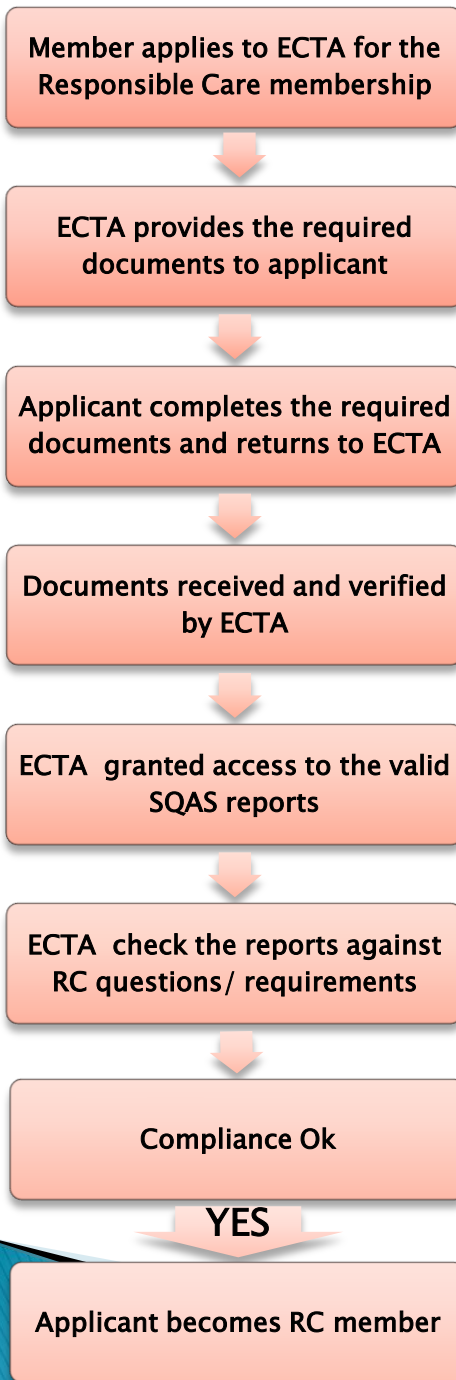 Member applies to ECTA for the
Responsible Care membership
ECTA provides the required
documents to applicant
Applicant completes the required
documents and returns to ECTA
Documents received and verified
by ECTA
ECTA  granted access to the valid
SQAS reports
ECTA  check the reports against
RC questions/ requirements
Compliance Ok
YES
Applicant becomes RC member